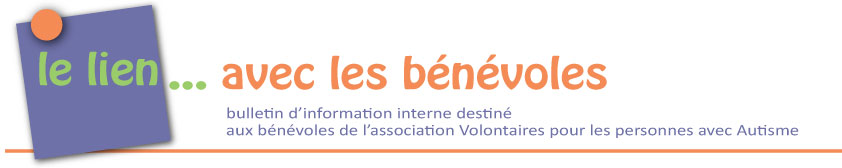 le lien... avec les bénévoles
bulletin d'information interne destiné
aux bénévoles de l'association Volontaires pour les personnes avec Autisme